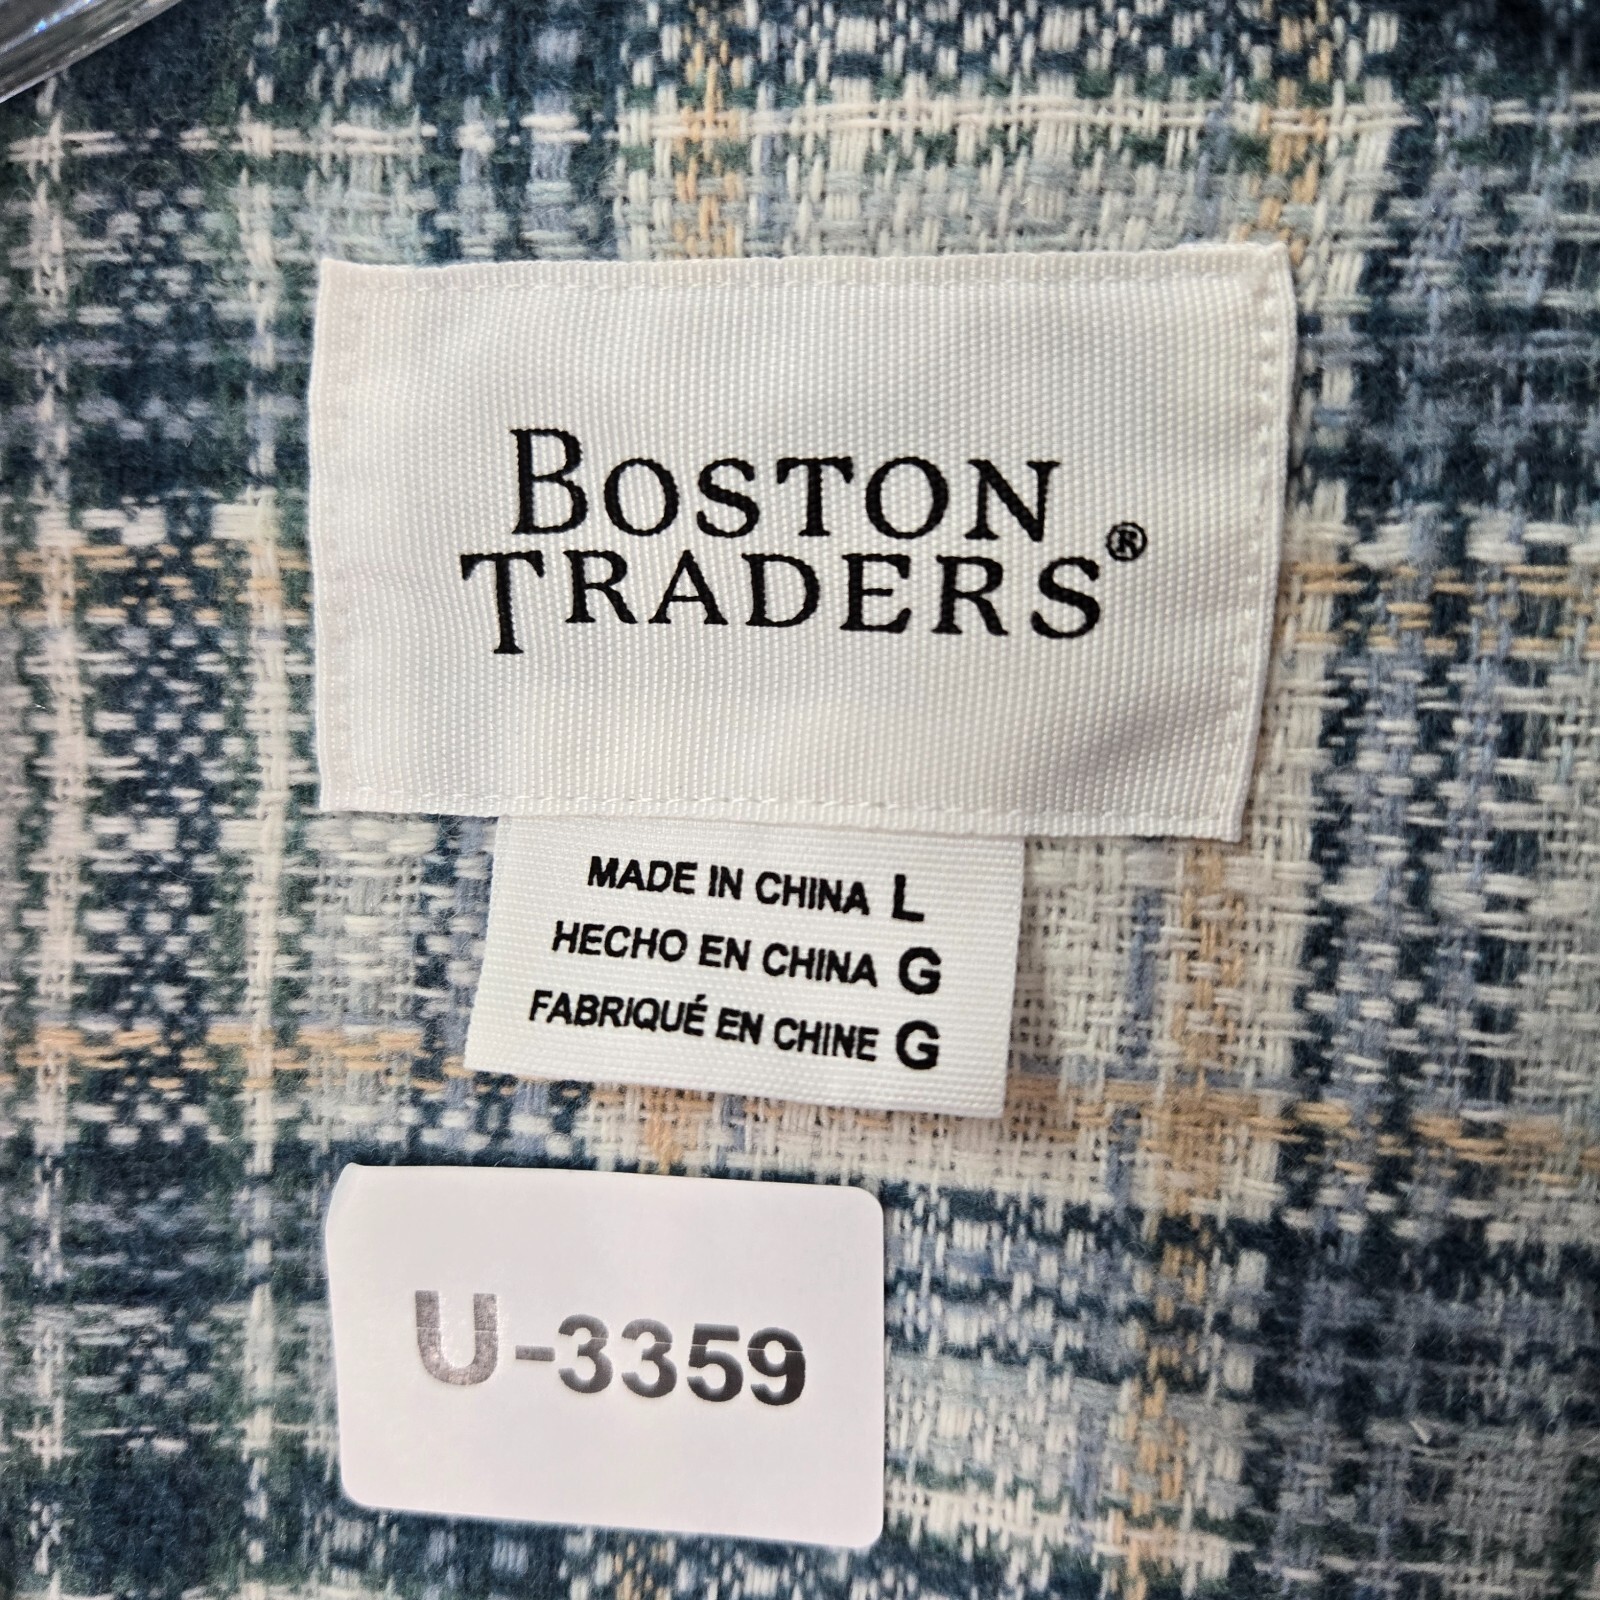 BOSTON
TRADERS®
MADE IN CHINA L
HECHO EN CHINA G
FABRIQUÉ EN CHINE G
U-3359